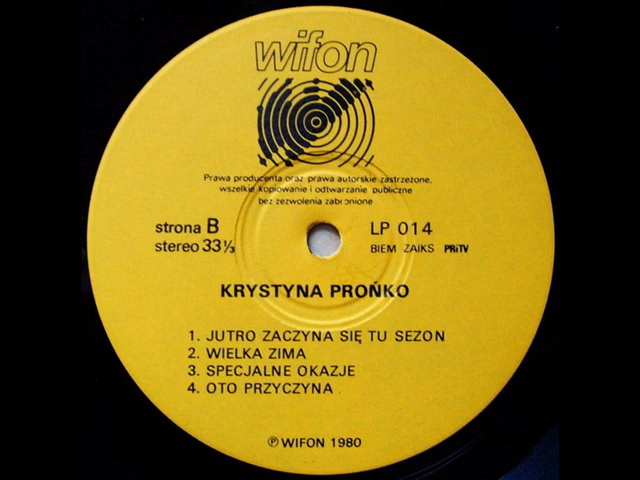 wifon
Prawa producenta oraz prawa autorskie zastrzeżone,
wszelkie kopiowanie i odtwarzanie publiczne
bez zezwolenia zabronione
strona B
LP 014
stereo 33⅓
BIEM ZAIKS PRiTV
KRYSTYNA PROŃKO
1. JUTRO ZACZYNA SIĘ TU SEZON
2. WIELKA ZIMA
3. SPECJALNE OKAZJE
4. OTO PRZYCZYNA
℗ WIFON 1980